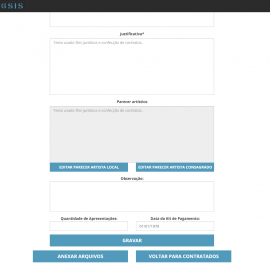 GSIS
Justificativa*
Texto usado fins jurídicos e confecção de contratos.
Parecer artístico:
Texto usado fins jurídicos e confecção de contratos.
EDITAR PARECER ARTISTA LOCAL
EDITAR PARECER ARTISTA CONSAGRADO
Observação:
Quantidade de Apresentações:
Data do Kit de Pagamento:
GRAVAR
ANEXAR ARQUIVOS
VOLTAR PARA CONTRATADOS